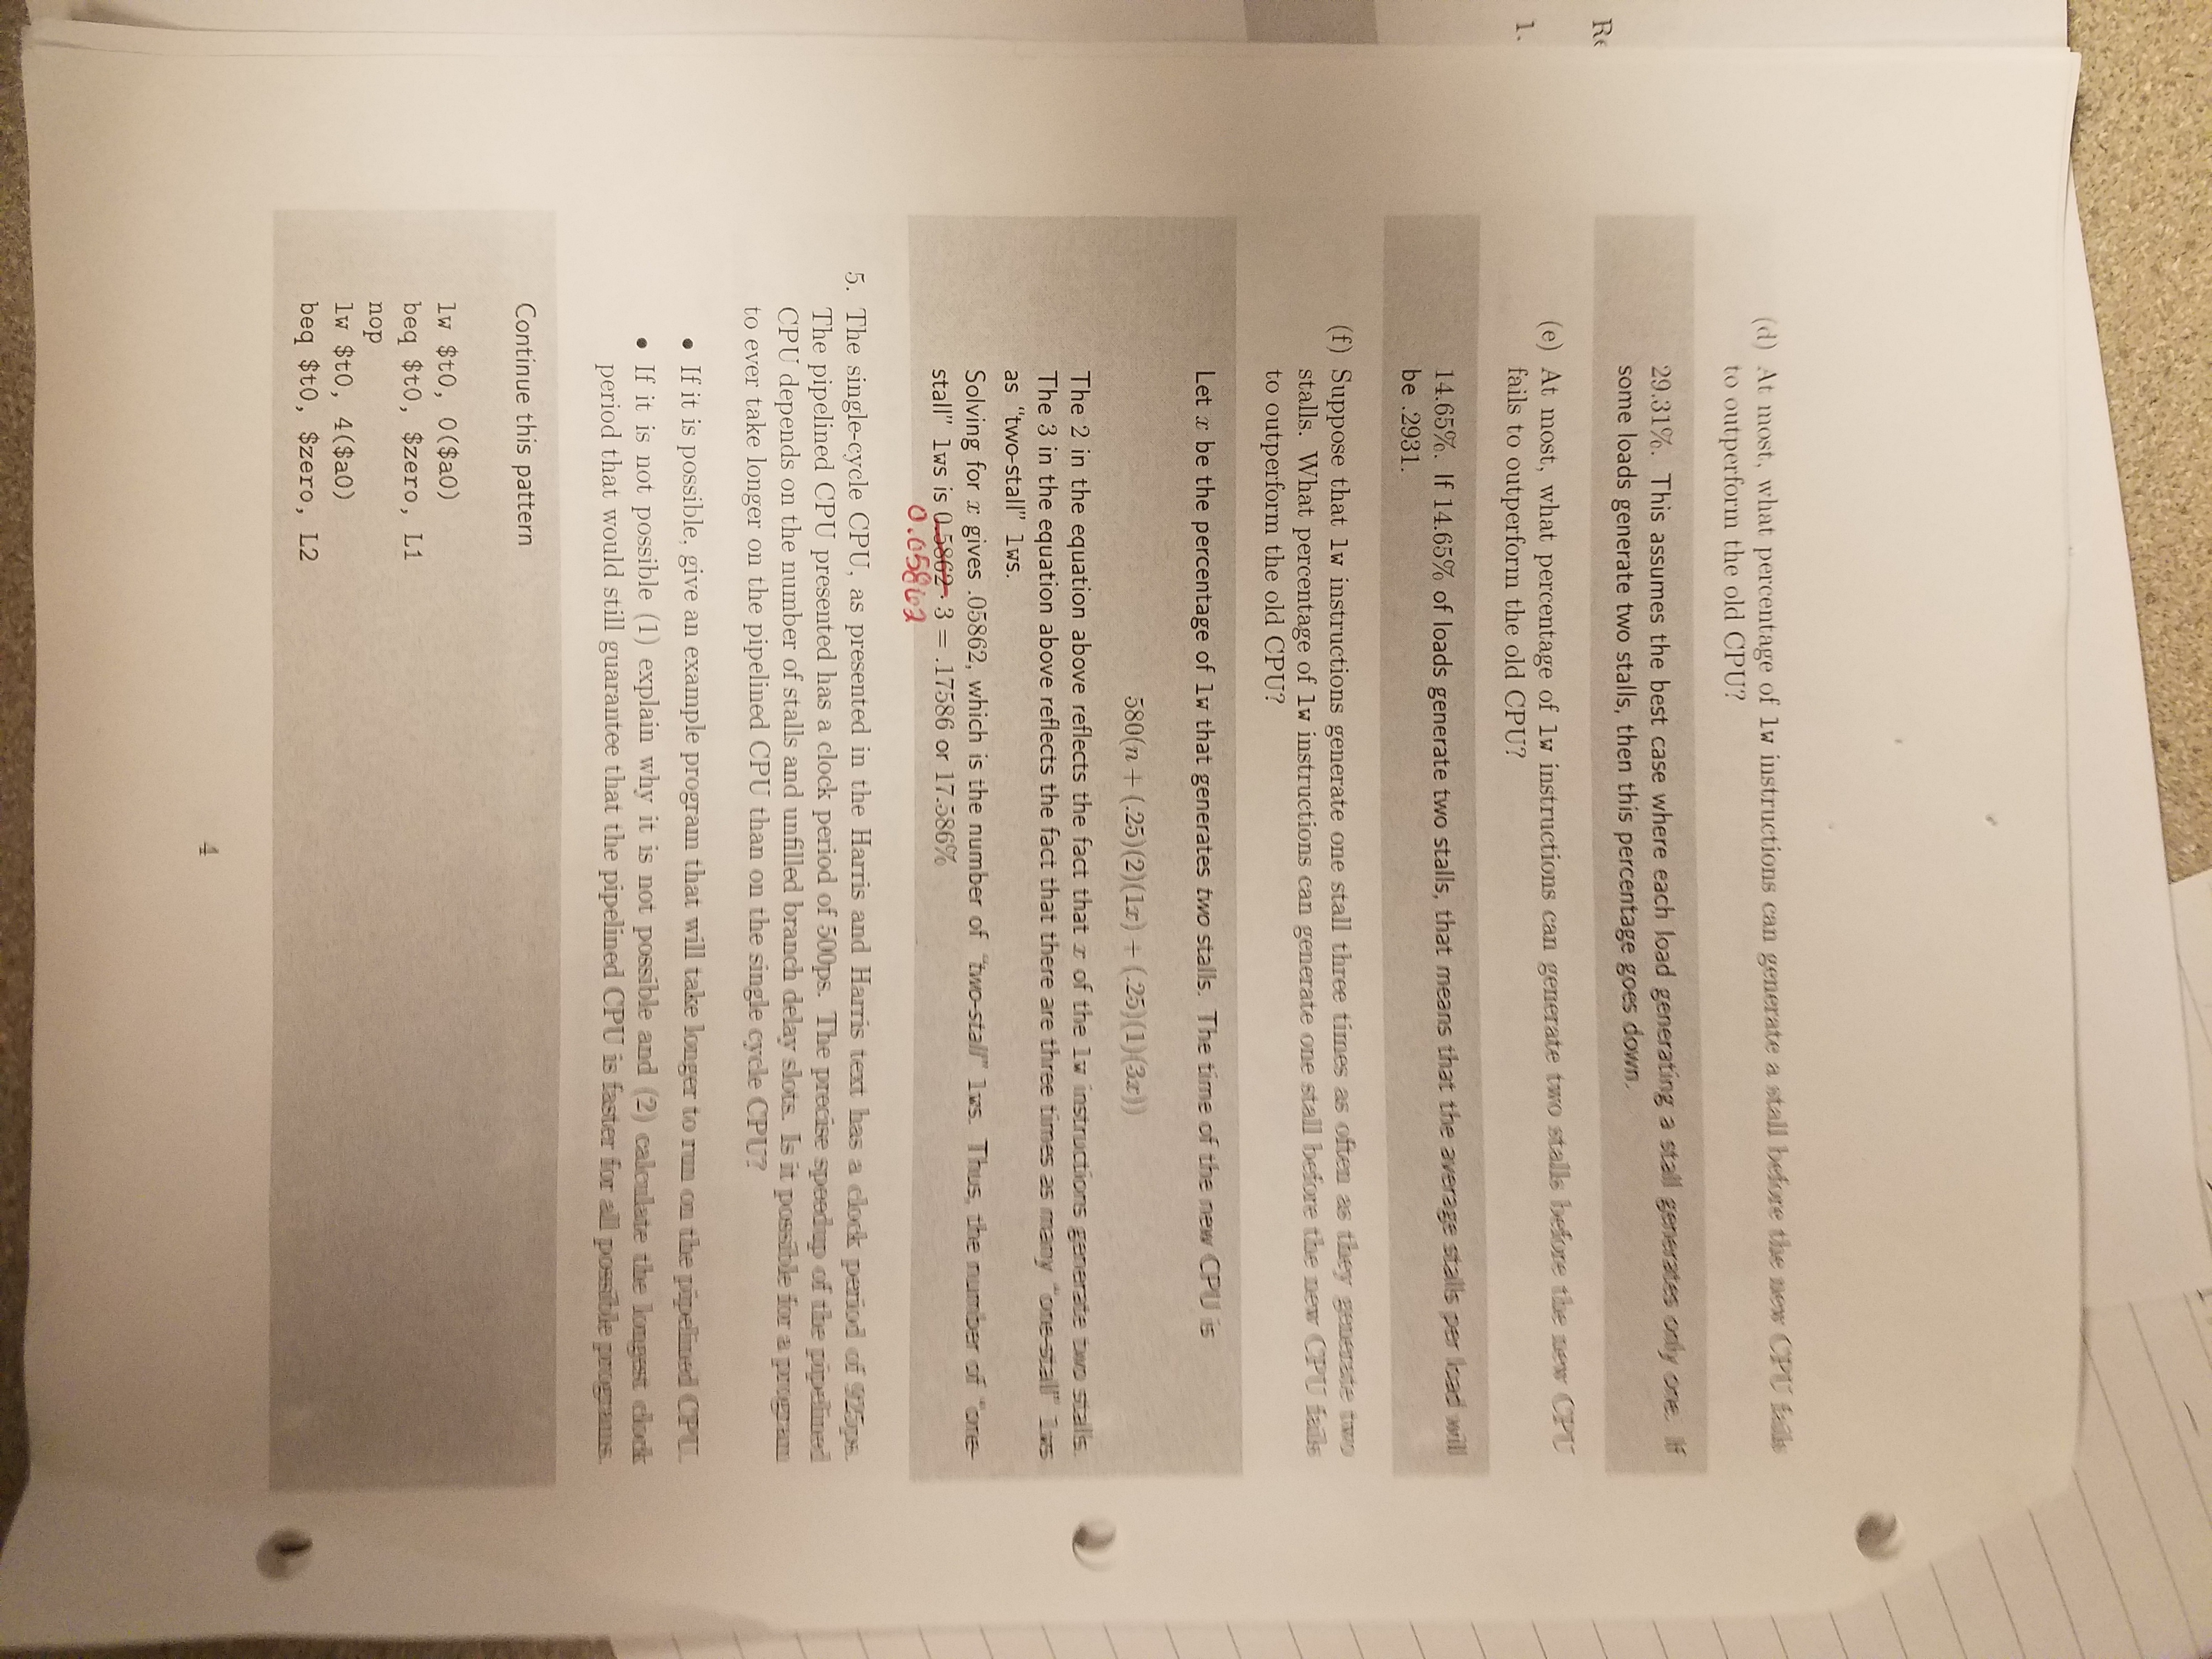 (d) At most, what percentage of lw instructions can generate a stall before the new CPU fails
to outperform the old CPU?
29.31%. This assumes the best case where each load generating a stall generates only one. If
some loads generate two stalls, then this percentage goes down.
Re
(e) At most, what percentage of lw instructions can generate two stalls before the new CPU
1.
fails to outperform the old CPU?
14.65%. If 14.65% of loads generate two stalls, that means that the average stalls per load will
be .2931.
(f) Suppose that lw instructions generate one stall three times as often as they generate two
stalls. What percentage of lw instructions can generate one stall before the new CPU fails
to outperform the old CPU?
Let x be the percentage of lw that generates two stalls. The time of the new CPU is
580(n + (.25)(2)(1x) + (.25)(1)(3x))
The 2 in the equation above reflects the fact that x of the lw instructions generate two stalls.
The 3 in the equation above reflects the fact that there are three times as many "one-stall" lws
as "two-stall" lws.
Solving for x gives .05862, which is the number of "two-stall" lws. Thus, the number of "one-
stall" lws is 0.5862 · 3 = .17586 or 17.586%
0.05862
5. The single-cycle CPU, as presented in the Harris and Harris text has a clock period of 925ps.
The pipelined CPU presented has a clock period of 500ps. The precise speedup of the pipelined
CPU depends on the number of stalls and unfilled branch delay slots. Is it possible for a program
to ever take longer on the pipelined CPU than on the single cycle CPU?
• If it is possible, give an example program that will take longer to run on the pipelined CPU.
• If it is not possible (1) explain why it is not possible and (2) calculate the longest clock
period that would still guarantee that the pipelined CPU is faster for all possible programs.
Continue this pattern
lw $t0, 0($a0)
beq $t0, $zero, L1
nop
lw $t0, 4($a0)
beq $t0, $zero, L2
4